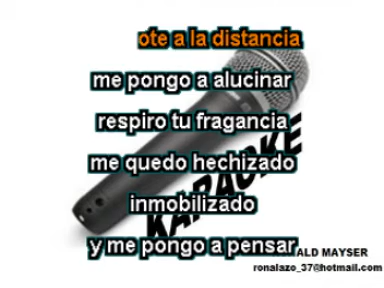 ote a la distancia
me pongo a alucinar
respiro tu fragancia
me quedo hechizado
inmobilizado
KARAOKE
y me pongo a pensar
ALD MAYSER
ronalazo_37@hotmail.com